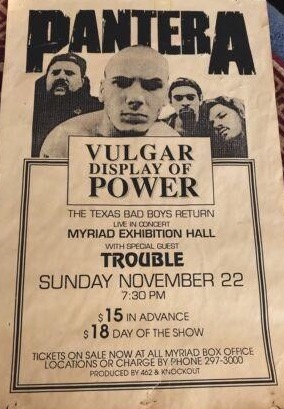 PANTERA
VULGAR
DISPLAY OF
POWER
THE TEXAS BAD BOYS RETURN
LIVE IN CONCERT
MYRIAD EXHIBITION HALL
WITH SPECIAL GUEST
TROUBLE
SUNDAY NOVEMBER 22
7:30 PM
$15 IN ADVANCE
$18 DAY OF THE SHOW
TICKETS ON SALE NOW AT ALL MYRIAD BOX OFFICE
LOCATIONS OR CHARGE BY PHONE 297-3000
PRODUCED BY 462 & KNOCKOUT